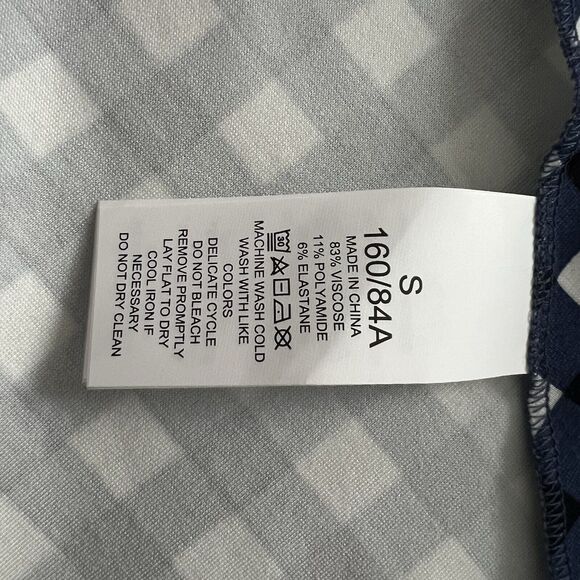 S
160/84A
MADE IN CHINA
83% VISCOSE
11% POLYAMIDE
6% ELASTANE
30
MACHINE WASH COLD
WASH WITH LIKE
COLORS
DELICATE CYCLE
DO NOT BLEACH
REMOVE PROMPTLY
LAY FLAT TO DRY
COOL IRON IF
NECESSARY
DO NOT DRY CLEAN